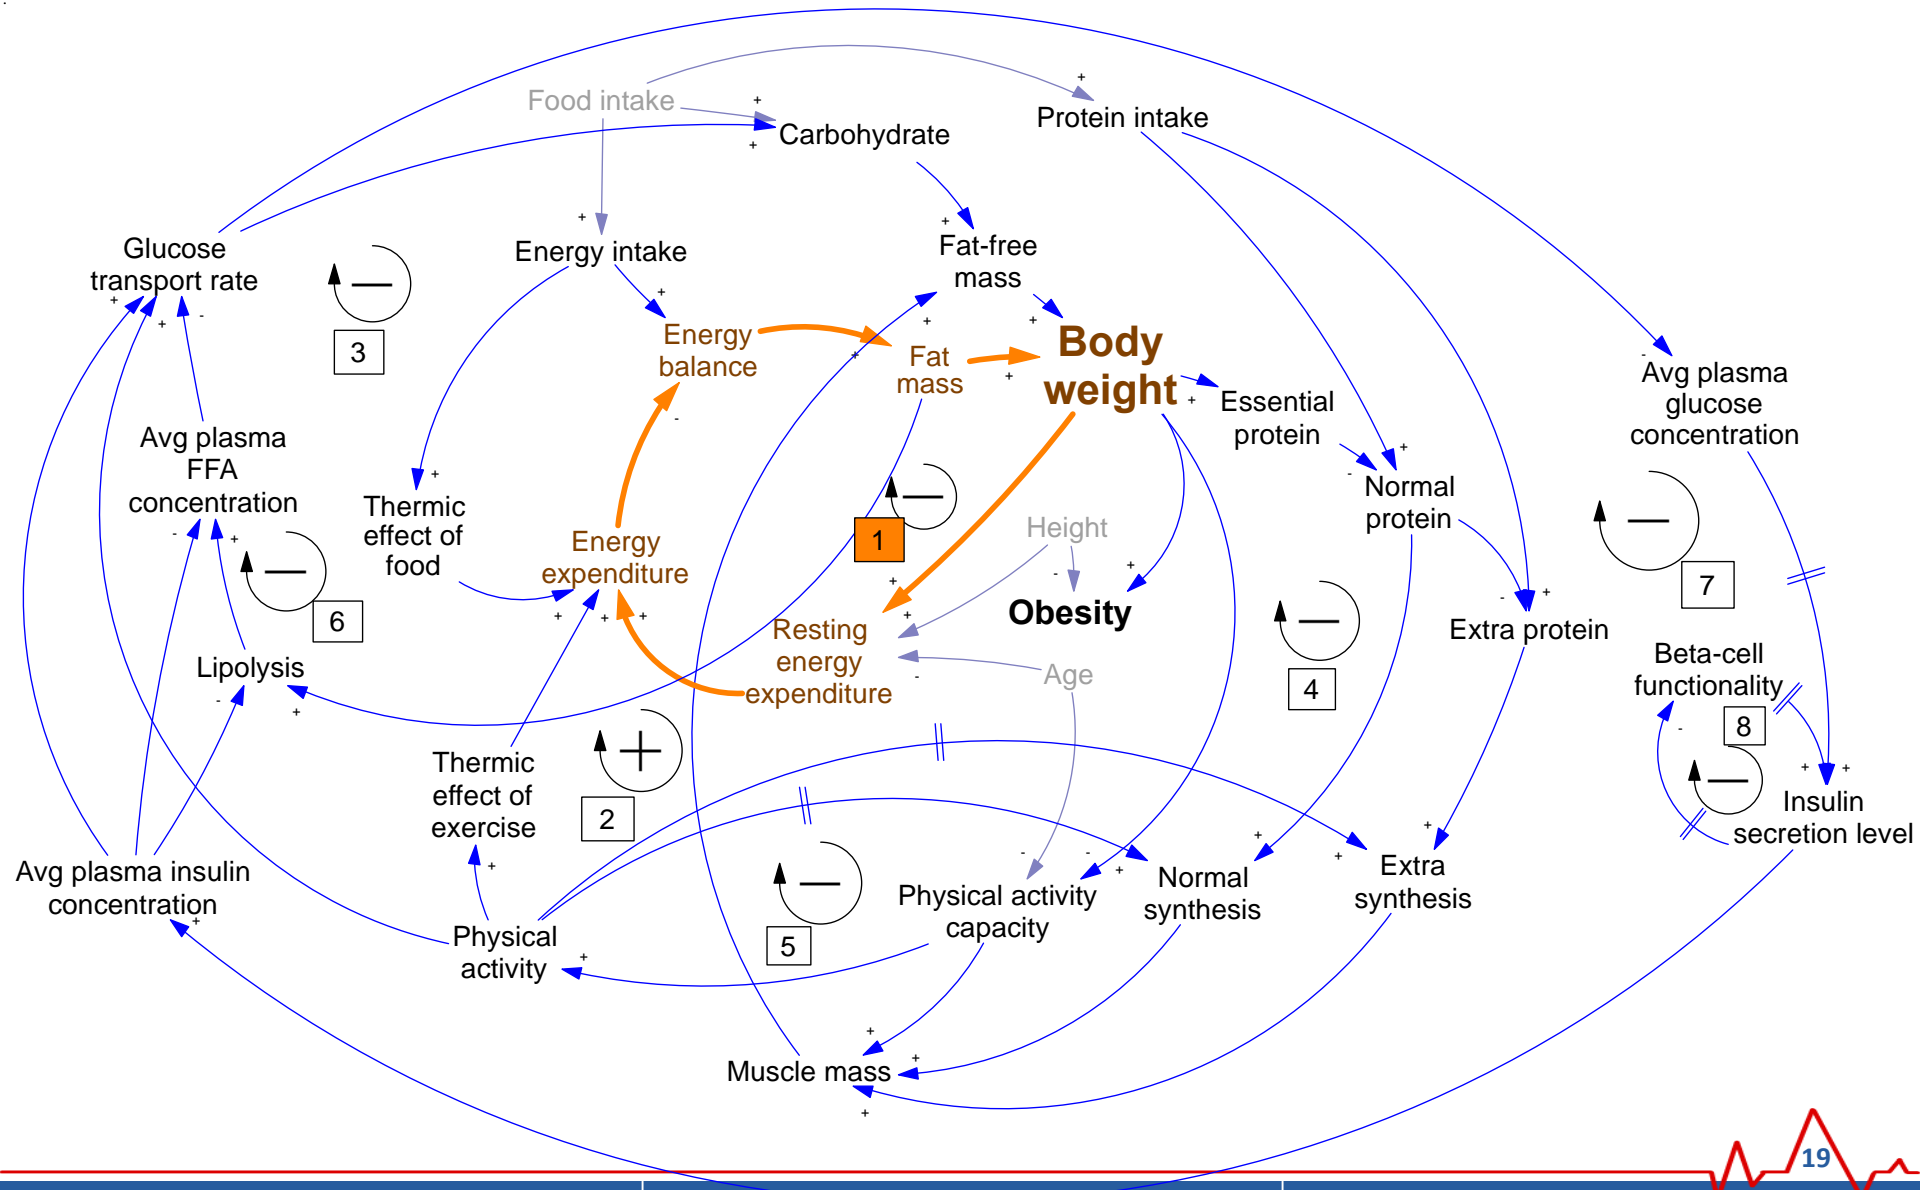 Food intake
Carbohydrate
Protein intake
Glucose
transport rate
Energy intake
Fat-free
mass
3
Energy
balance
Fat
mass
Body
weight
Essential
protein
Avg plasma
glucose
concentration
Avg plasma
FFA
concentration
Thermic
effect of
food
Energy
expenditure
1
Height
Normal
protein
7
6
Obesity
Resting
energy
expenditure
Age
4
Extra protein
Lipolysis
Beta-cell
functionality
8
Thermic
effect of
exercise
2
Insulin
secretion level
Avg plasma insulin
concentration
Physical
activity
5
Physical activity
capacity
Normal
synthesis
Extra
synthesis
Muscle mass
19